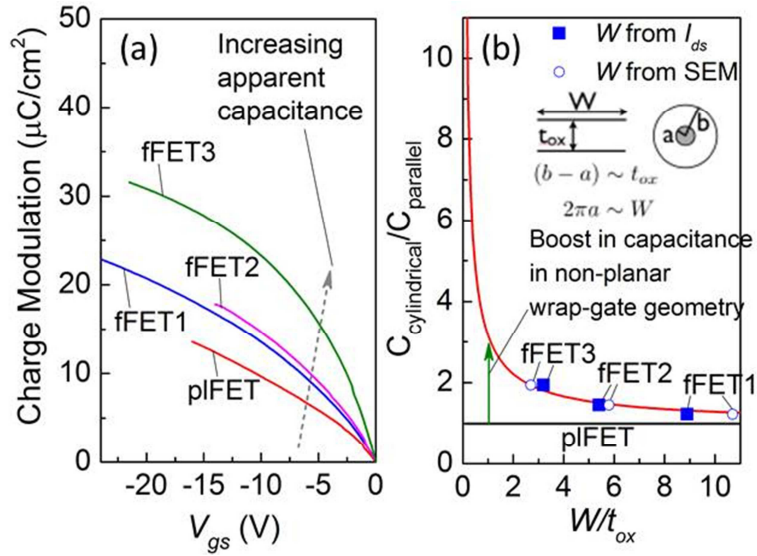 (a)
Increasing
apparent
capacitance
fFET3
fFET2
fFET1
plFET
Charge Modulation (μC/cm²)
50
40
30
20
10
0
-20
-15
-10
-5
0
V_gs (V)
(b)
W from I_ds
W from SEM
W
t_ox
a
b
(b − a) ~ t_ox
2πa ~ W
Boost in capacitance
in non-planar
wrap-gate geometry
fFET3
fFET2
fFET1
plFET
C_cylindrical/C_parallel
10
8
6
4
2
0
0
2
4
6
8
10
W/t_ox